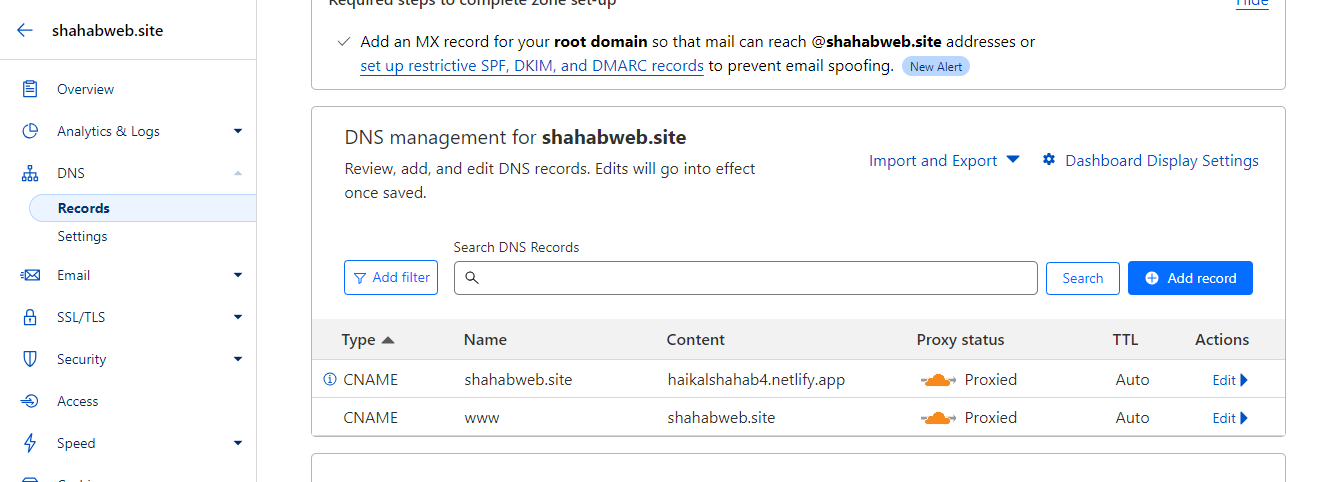 Required steps to complete zone set-up
Hide
shahabweb.site
Add an MX record for your root domain so that mail can reach @shahabweb.site addresses or
set up restrictive SPF, DKIM, and DMARC records to prevent email spoofing. New Alert
Overview
Analytics & Logs
DNS
Records
Settings
Email
SSL/TLS
Security
Access
Speed
DNS management for shahabweb.site
Review, add, and edit DNS records. Edits will go into effect
once saved.
Import and Export
Dashboard Display Settings
Search DNS Records
Add filter
Search
Add record
Type Name Content Proxy status TTL Actions
CNAME shahabweb.site haikalshahab4.netlify.app Proxied Auto Edit
CNAME www shahabweb.site Proxied Auto Edit